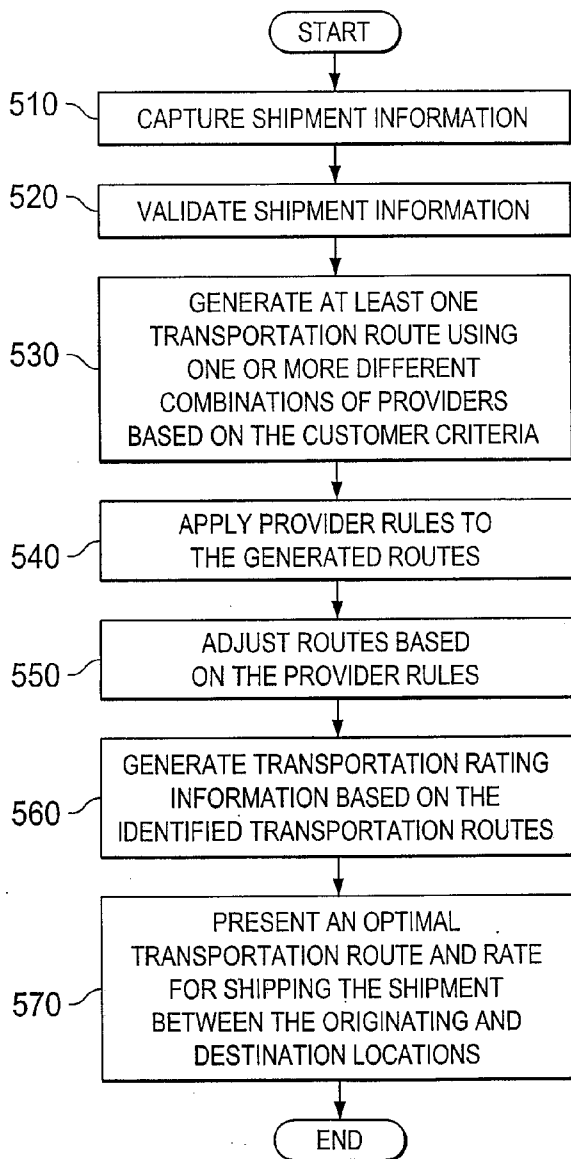 START
510
CAPTURE SHIPMENT INFORMATION
520
VALIDATE SHIPMENT INFORMATION
530
GENERATE AT LEAST ONE
TRANSPORTATION ROUTE USING
ONE OR MORE DIFFERENT
COMBINATIONS OF PROVIDERS
BASED ON THE CUSTOMER CRITERIA
540
APPLY PROVIDER RULES TO
THE GENERATED ROUTES
550
ADJUST ROUTES BASED
ON THE PROVIDER RULES
560
GENERATE TRANSPORTATION RATING
INFORMATION BASED ON THE
IDENTIFIED TRANSPORTATION ROUTES
570
PRESENT AN OPTIMAL
TRANSPORTATION ROUTE AND RATE
FOR SHIPPING THE SHIPMENT
BETWEEN THE ORIGINATING AND
DESTINATION LOCATIONS
END